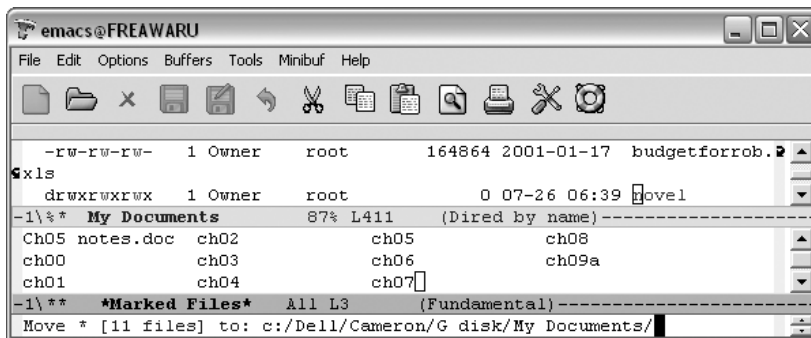 emacs@FREAWARU
File Edit Options Buffers Tools Minibuf Help
-rw-rw-rw- 1 Owner root 164864 2001-01-17 budgetforrob.
xls
drwxrwxrwx 1 Owner root 0 07-26 06:39 novel
-1\%* My Documents 87% L411 (Dired by name)--------------------
Ch05 notes.doc ch02 ch05 ch08
ch00 ch03 ch06 ch09a
ch01 ch04 ch07
-1\** *Marked Files* All L3 (Fundamental)------------------------
Move * [11 files] to: c:/Dell/Cameron/G disk/My Documents/